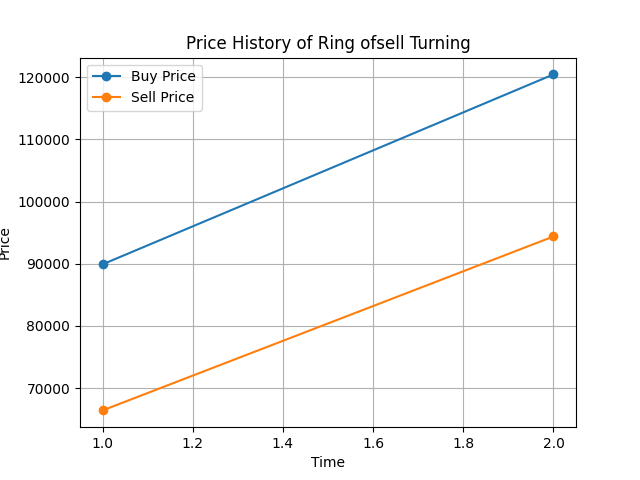 Price History of Ring ofsell Turning
Buy Price
Sell Price
120000
110000
100000
90000
80000
70000
Price
1.0 1.2 1.4 1.6 1.8 2.0
Time